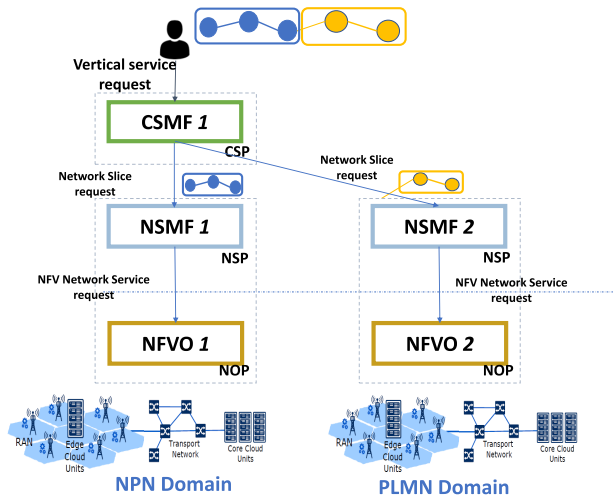 Vertical service
request
CSMF 1
CSP
Network Slice
request
Network Slice
request
NSMF 1
NSP
NSMF 2
NSP
NFV Network Service
request
NFV Network Service
request
NFVO 1
NOP
NFVO 2
NOP
RAN
Edge
Cloud
Units
Transport
Network
Core Cloud
Units
NPN Domain
RAN
Edge
Cloud
Units
Transport
Network
Core Cloud
Units
PLMN Domain